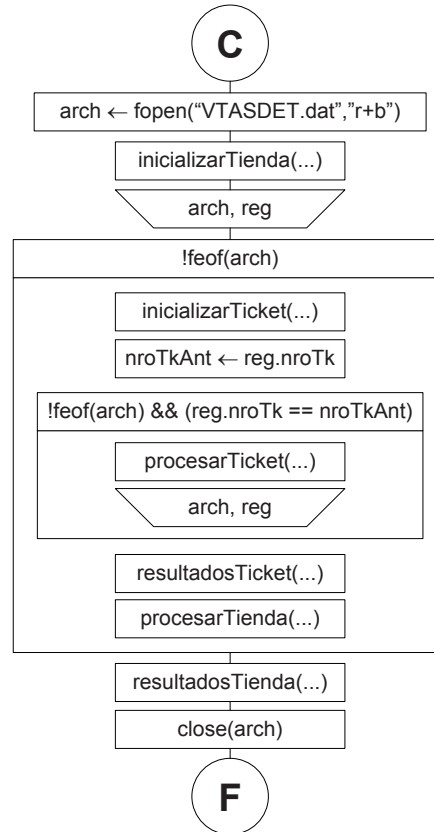 C
arch ← fopen(“VTASDET.dat”,”r+b”)
inicializarTienda(...)
arch, reg
!feof(arch)
inicializarTicket(...)
nroTkAnt ← reg.nroTk
!feof(arch) && (reg.nroTk == nroTkAnt)
procesarTicket(...)
arch, reg
resultadosTicket(...)
procesarTienda(...)
resultadosTienda(...)
close(arch)
F